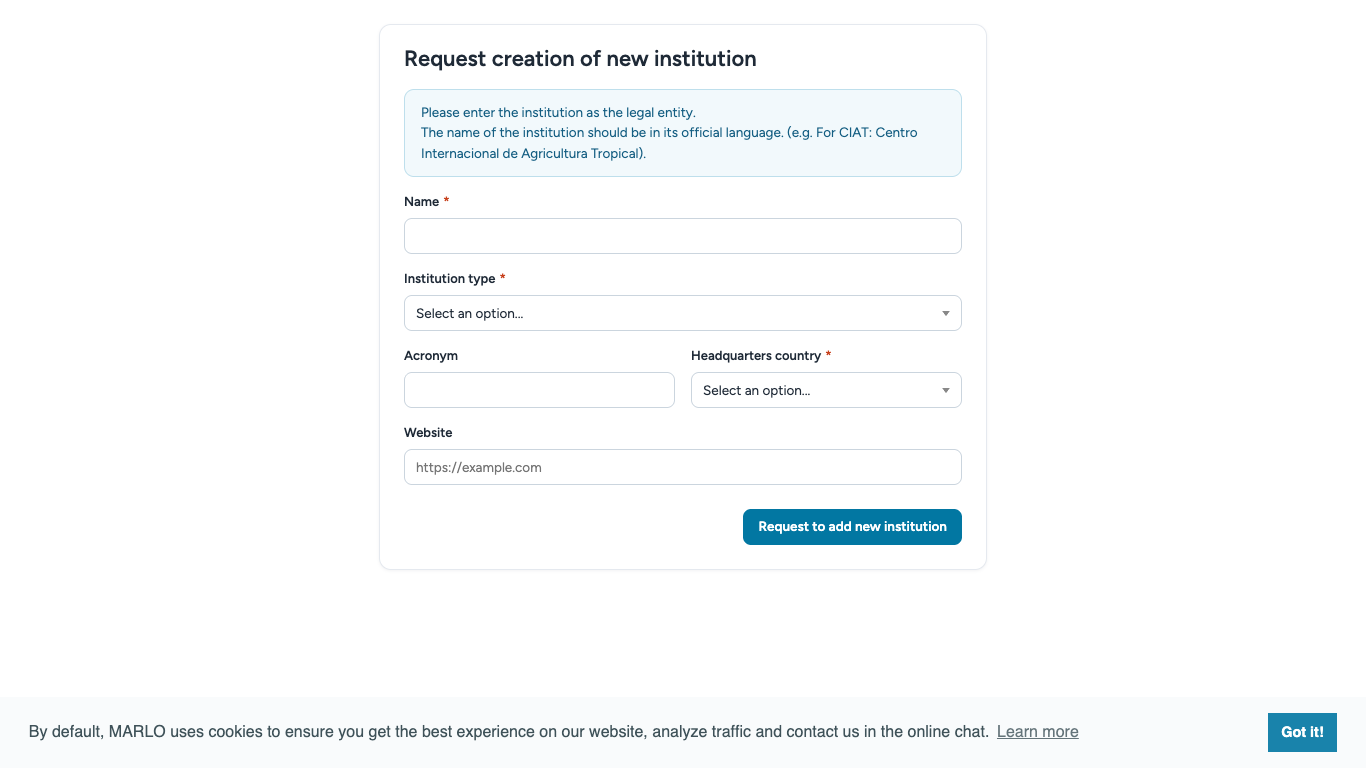 Request creation of new institution
Please enter the institution as the legal entity.
The name of the institution should be in its official language. (e.g. For CIAT: Centro
Internacional de Agricultura Tropical).
Name *
Institution type *
Select an option...
Acronym
Headquarters country *
Select an option...
Website
https://example.com
Request to add new institution
By default, MARLO uses cookies to ensure you get the best experience on our website, analyze traffic and contact us in the online chat. Learn more
Got it!